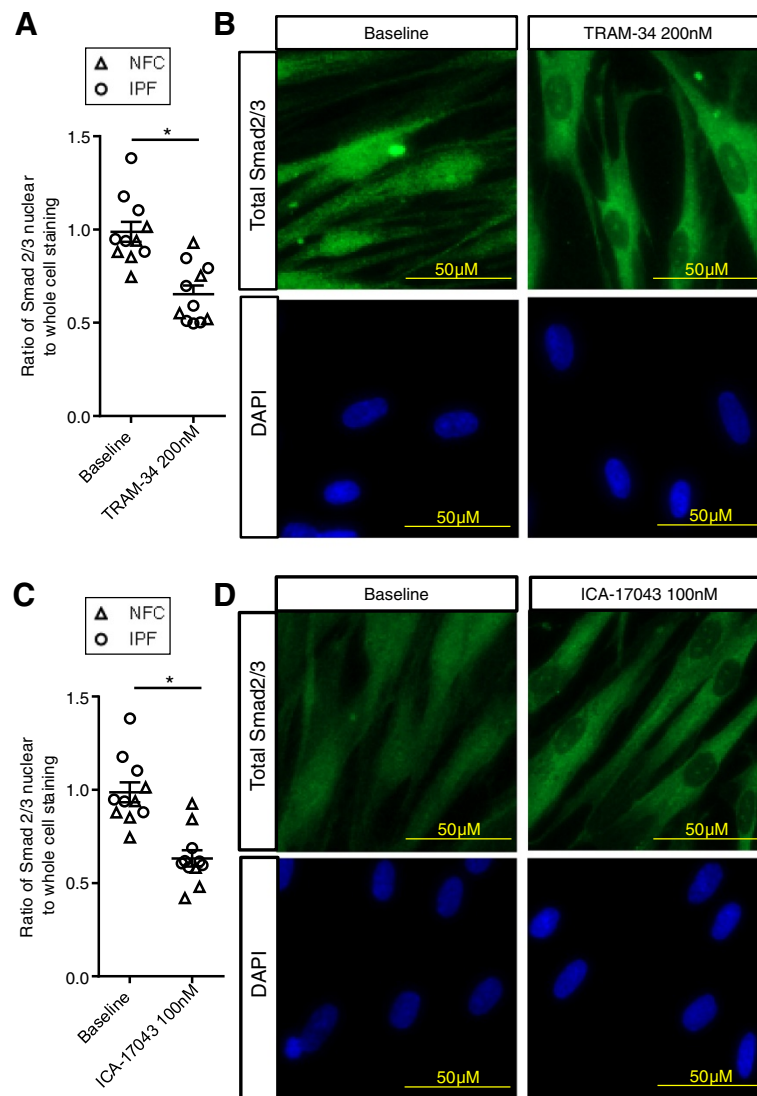 A
NFC
IPF
*
1.5
1.0
0.5
0.0
Ratio of Smad 2/3 nuclear
to whole cell staining
Baseline
TRAM-34 200nM
B
Baseline
TRAM-34 200nM
Total Smad2/3
50µM
50µM
DAPI
50µM
50µM
C
NFC
IPF
*
1.5
1.0
0.5
0.0
Ratio of Smad 2/3 nuclear
to whole cell staining
Baseline
ICA-17043 100nM
D
Baseline
ICA-17043 100nM
Total Smad2/3
50µM
50µM
DAPI
50µM
50µM